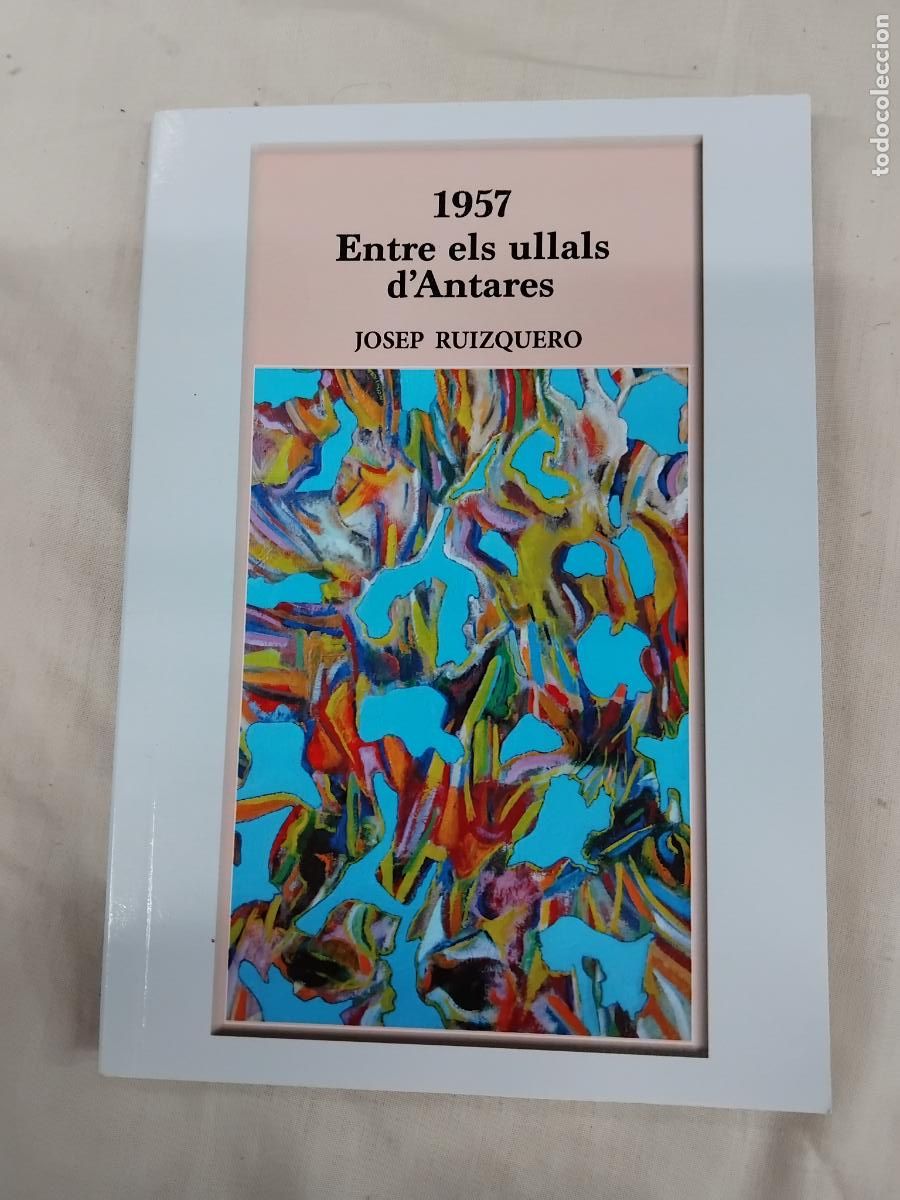 1957
Entre els ullals
d'Antares
JOSEP RUIZQUERO
todocoleccion